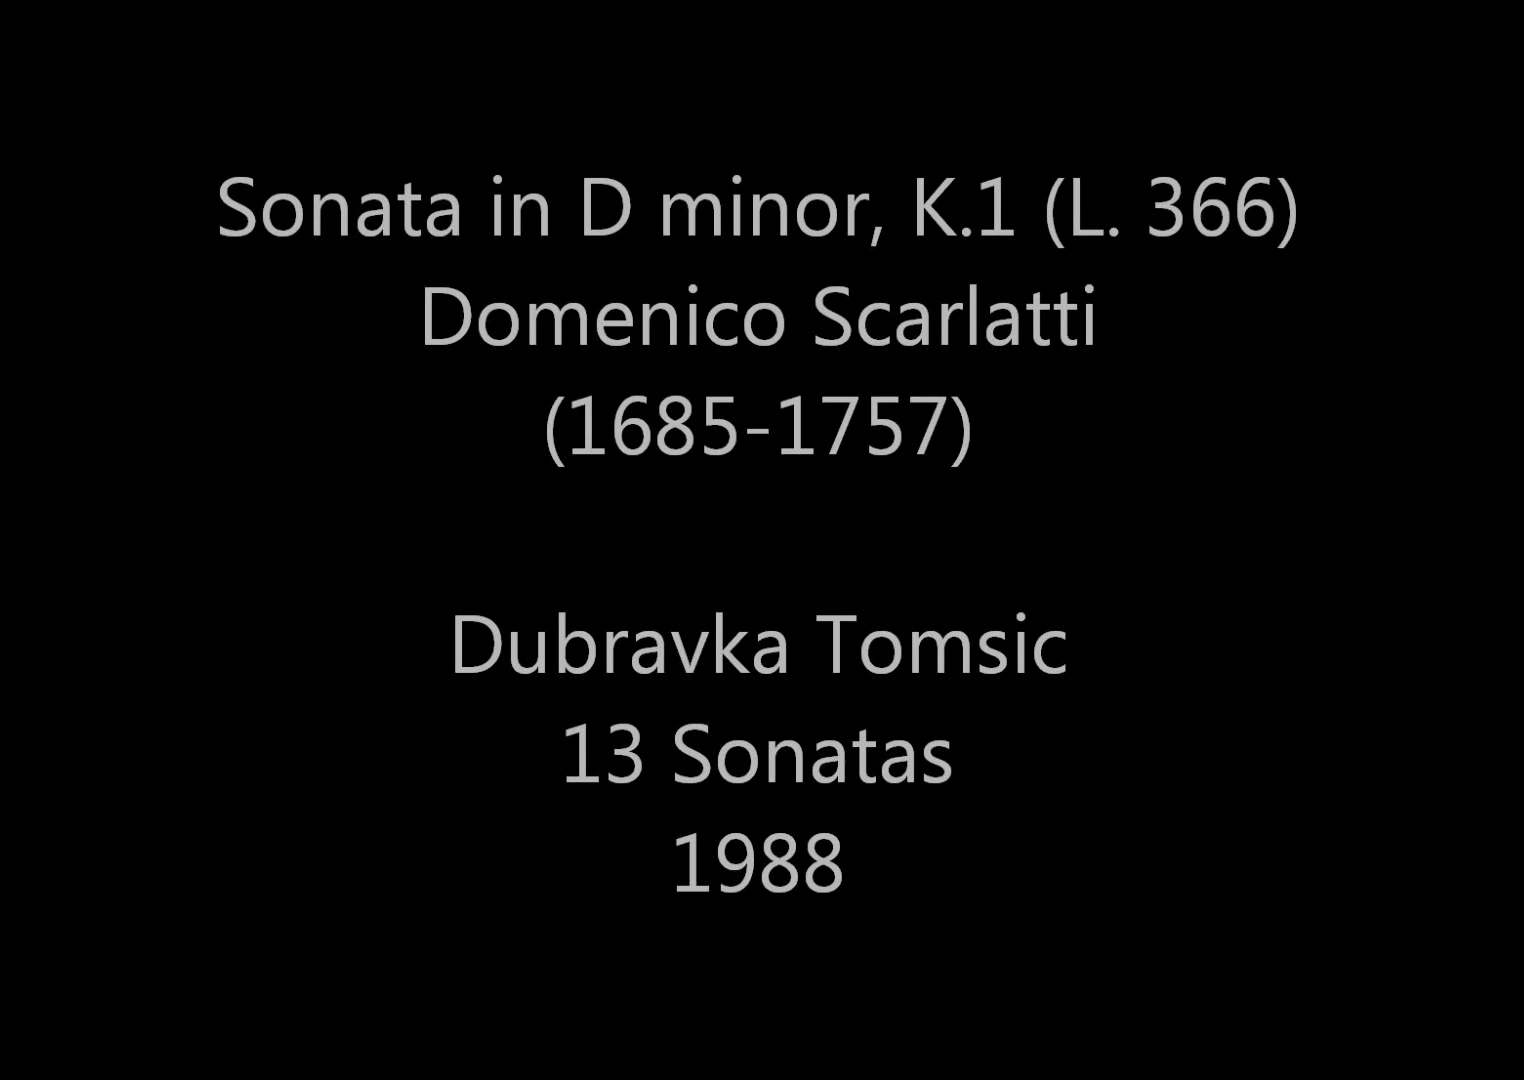 Sonata in D minor, K.1 (L. 366)
Domenico Scarlatti
(1685-1757)
Dubravka Tomsic
13 Sonatas
1988